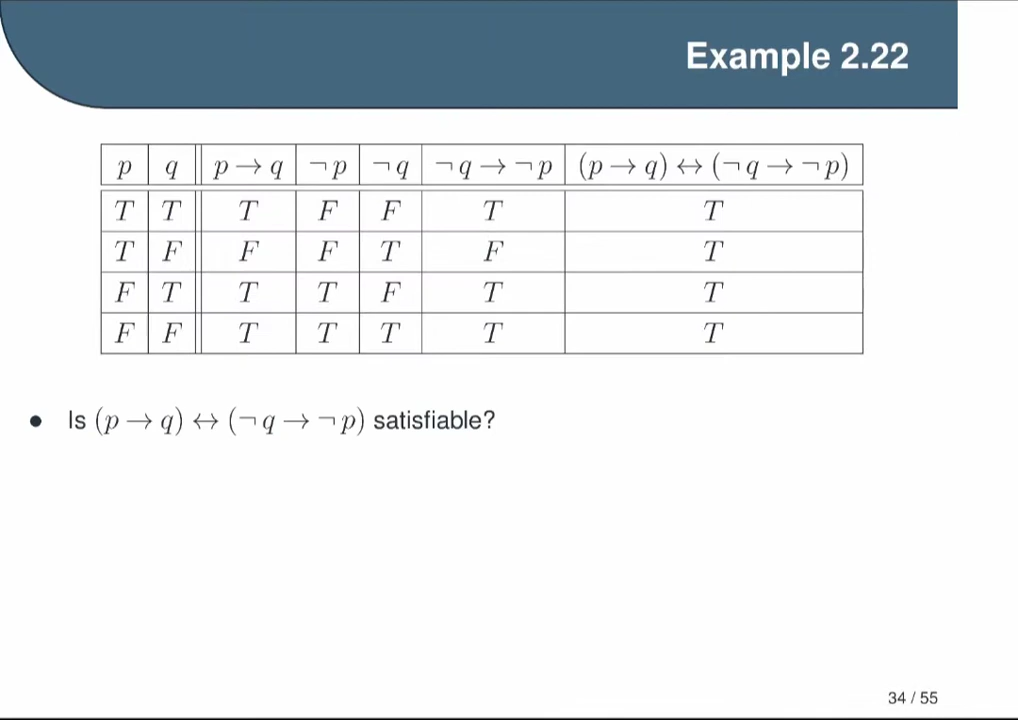 Example 2.22
p q p → q ¬p ¬q ¬q → ¬p (p → q) ↔ (¬q → ¬p)
T T T F F T T
T F F F T F T
F T T T F T T
F F T T T T T
● Is (p → q) ↔ (¬q → ¬p) satisfiable?
34 / 55